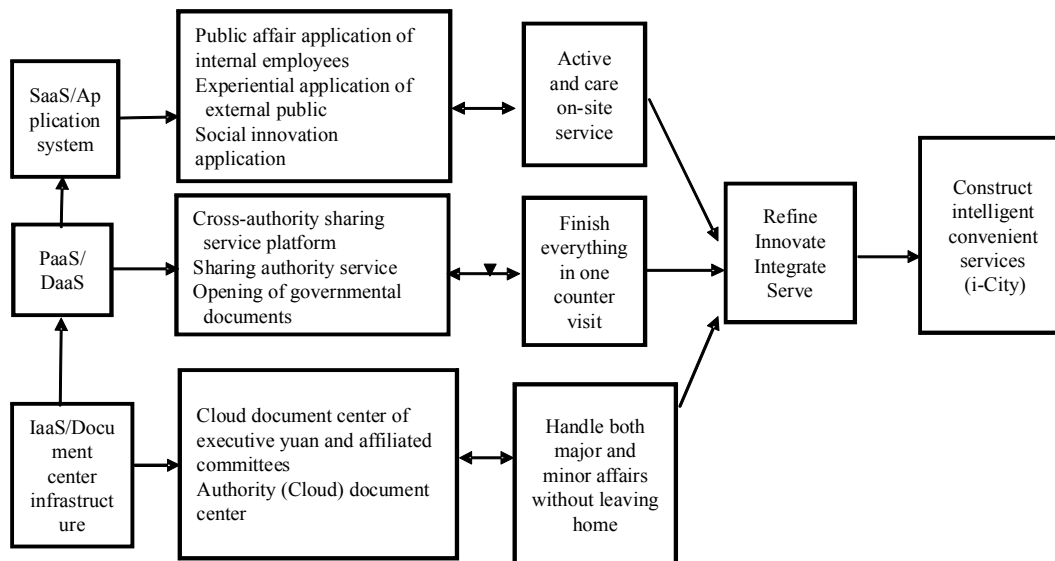 SaaS/Ap
plication
system
Public affair application of
internal employees
Experiential application of
external public
Social innovation
application
Active
and care
on-site
service
PaaS/
DaaS
Cross-authority sharing
service platform
Sharing authority service
Opening of governmental
documents
Finish
everything
in one
counter
visit
IaaS/Docu
ment
center
infrastruct
ure
Cloud document center of
executive yuan and affiliated
committees
Authority (Cloud) document
center
Handle both
major and
minor affairs
without leaving
home
Refine
Innovate
Integrate
Serve
Construct
intelligent
convenient
services
(i-City)